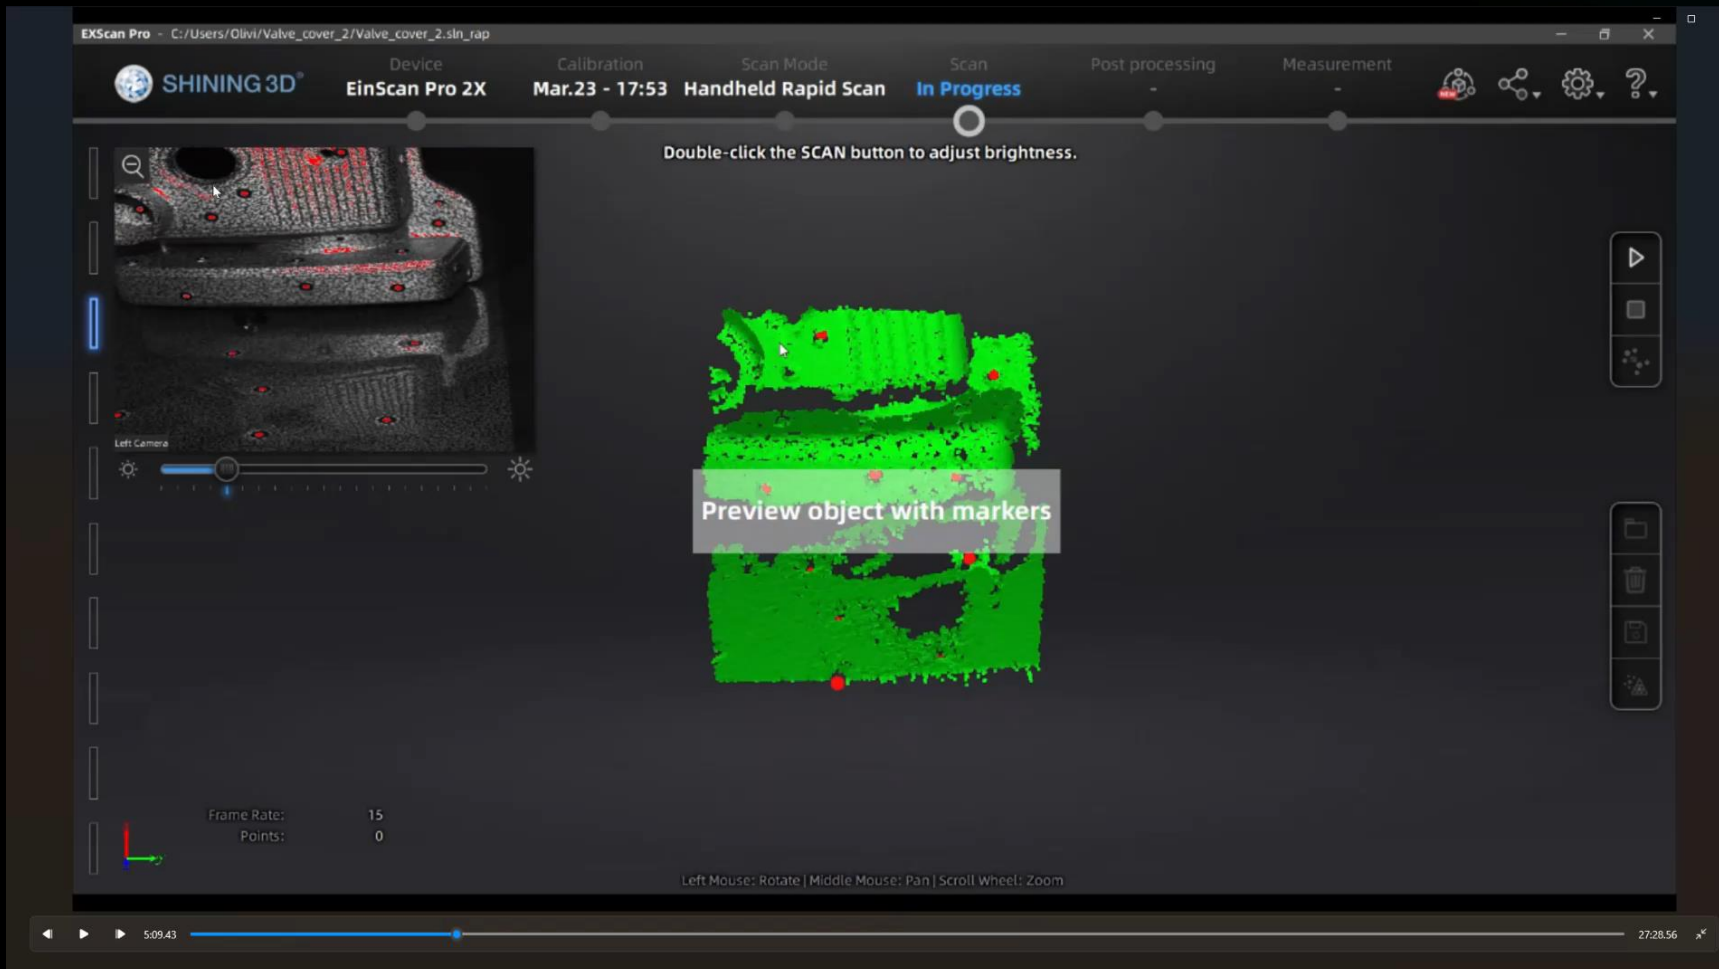 EXScan Pro - C:/Users/Olivi/Valve_cover_2/Valve_cover_2.sln_rap
SHINING 3D®
Device
EinScan Pro 2X
Calibration
Mar.23 - 17:53
Scan Mode
Handheld Rapid Scan
Scan
In Progress
Post processing
-
Measurement
-
NEW
Double-click the SCAN button to adjust brightness.
Left Camera
Preview object with markers
Frame Rate: 15
Points: 0
Left Mouse: Rotate | Middle Mouse: Pan | Scroll Wheel: Zoom
5:09.43
27:28.56